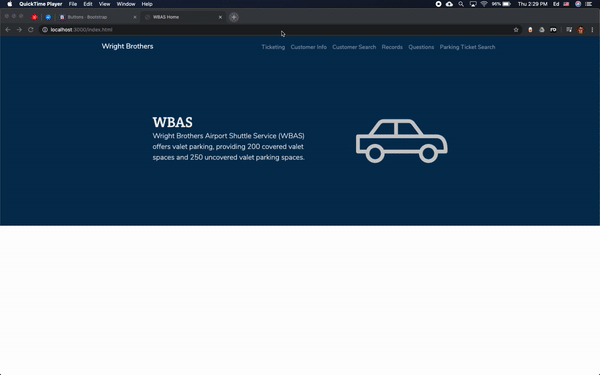 QuickTime Player File Edit View Window Help
96% Thu 2:29 PM Ed
Buttons · Bootstrap
WBAS Home
localhost:3000/index.html
Wright Brothers
Ticketing Customer Info Customer Search Records Questions Parking Ticket Search
WBAS
Wright Brothers Airport Shuttle Service (WBAS)
offers valet parking, providing 200 covered valet
spaces and 250 uncovered valet parking spaces.